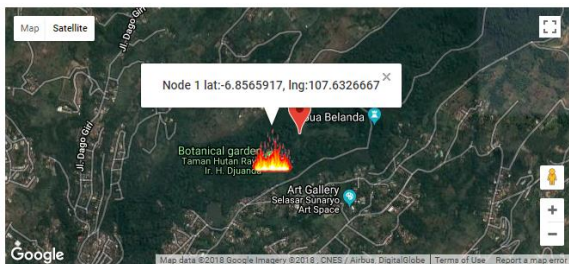 Map Satellite
Jl. Dago Giri
Node 1 lat:-6.8565917, lng:107.6326667
ua Belanda
Botanical garden
Taman Hutan Ray
Ir. H. Djuanda
Jl. Dago Giri
Art Gallery
Selasar Sunaryo
Art Space
Google
Map data ©2018 Google Imagery ©2018 , CNES / Airbus, DigitalGlobe Terms of Use Report a map error